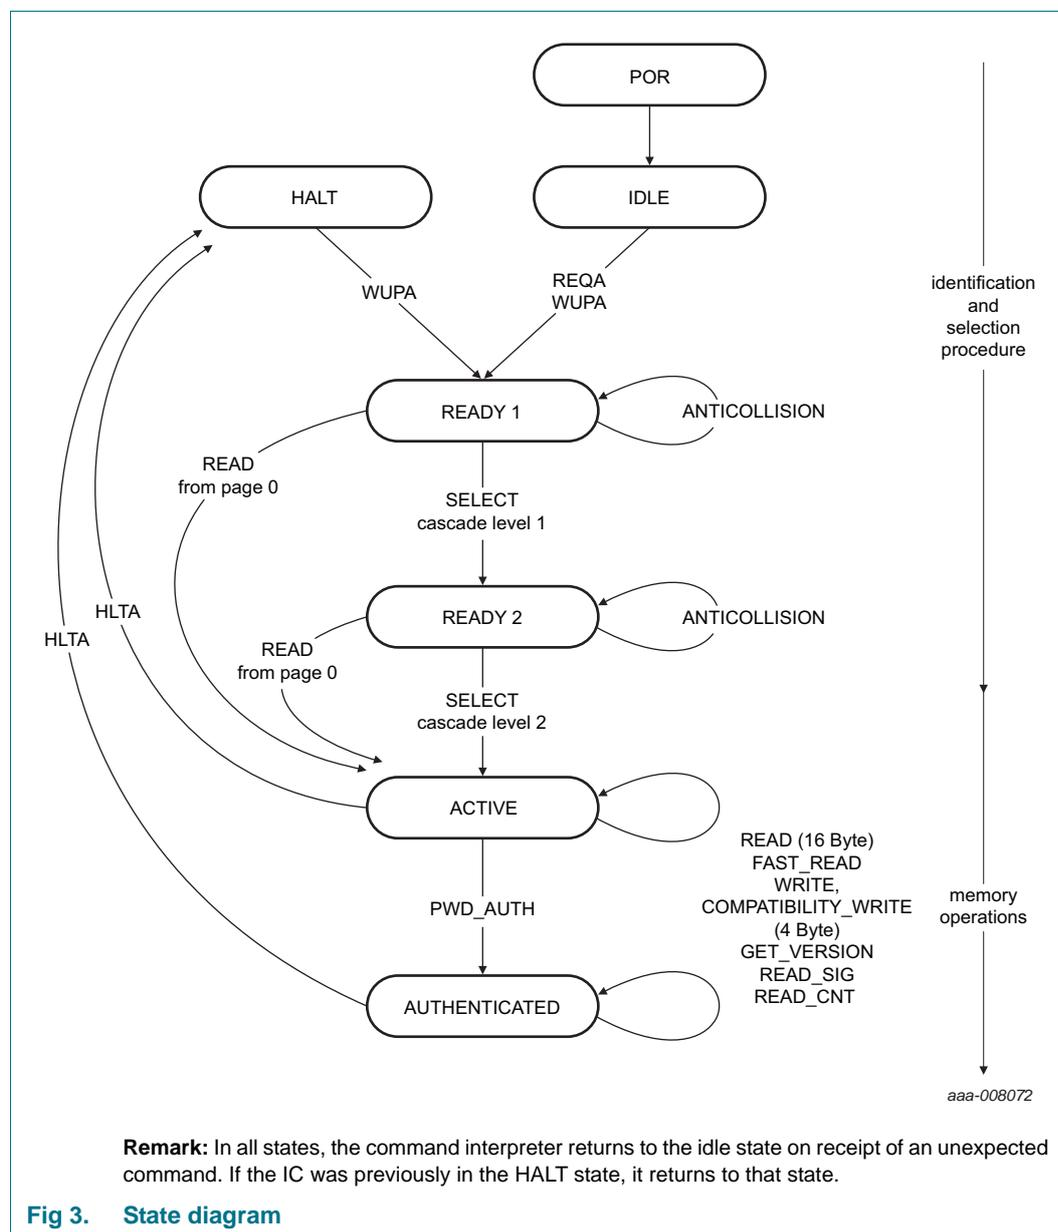 POR
HALT
IDLE
WUPA
REQA
WUPA
identification
and
selection
procedure
READY 1
ANTICOLLISION
READ
from page 0
SELECT
cascade level 1
READY 2
ANTICOLLISION
HLTA
HLTA
READ
from page 0
SELECT
cascade level 2
ACTIVE
READ (16 Byte)
FAST_READ
WRITE,
COMPATIBILITY_WRITE
(4 Byte)
GET_VERSION
READ_SIG
READ_CNT
memory
operations
PWD_AUTH
AUTHENTICATED
aaa-008072
Remark: In all states, the command interpreter returns to the idle state on receipt of an unexpected
command. If the IC was previously in the HALT state, it returns to that state.
Fig 3. State diagram